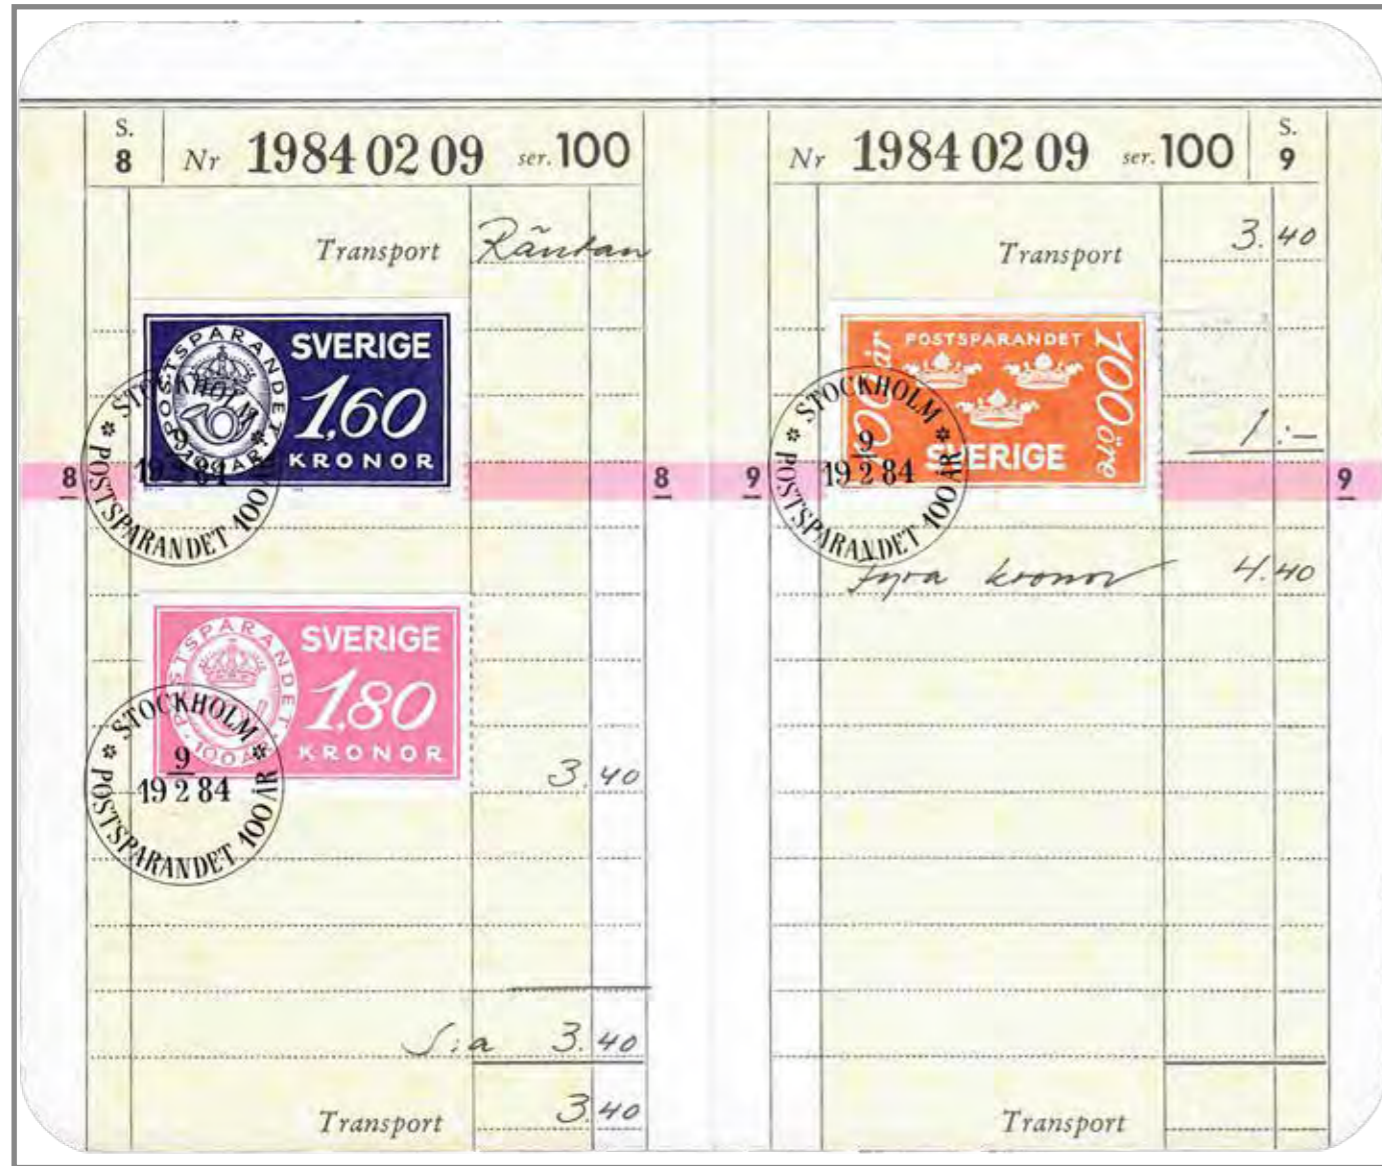 S.
8
Nr 1984 02 09 ser. 100
Transport Räntan
POSTSPARANDET 100 ÅR
SVERIGE
1,60
KRONOR
STOCKHOLM
9
19 2 84
POSTSPARANDET 100 ÅR
8 8
POSTSPARANDET 100 ÅR
SVERIGE
1,80
KRONOR
STOCKHOLM
9
19 2 84
POSTSPARANDET 100 ÅR
3.40
S:a 3.40
Transport 3.40
Nr 1984 02 09 ser. 100
S.
9
Transport 3.40
100 år
POSTSPARANDET
100 öre
SVERIGE
STOCKHOLM
9
19 2 84
POSTSPARANDET 100 ÅR
1:-
9 9
fyra kronor 4.40
Transport